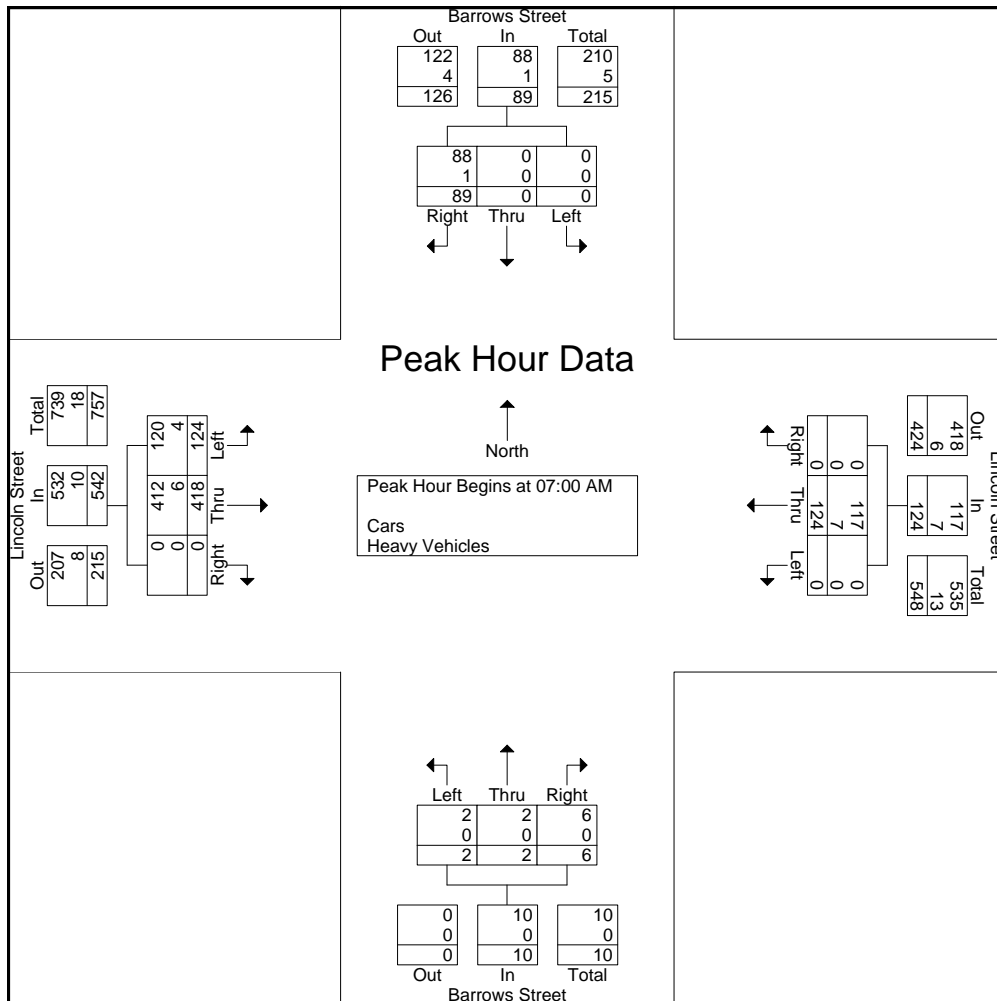 Barrows Street
Out In Total
122 88 210
4 1 5
126 89 215
88 0 0
1 0 0
89 0 0
Right Thru Left
Peak Hour Data
North
Peak Hour Begins at 07:00 AM
Cars
Heavy Vehicles
Lincoln Street
Out In Total
207 532 739
8 10 18
215 542 757
Right Thru Left
0 412 120
0 6 4
0 418 124
Lincoln Street
Out In Total
418 117 535
6 7 13
424 124 548
Right Thru Left
0 117 0
0 7 0
0 124 0
Left Thru Right
2 2 6
0 0 0
2 2 6
0 10 10
0 0 0
0 10 10
Out In Total
Barrows Street